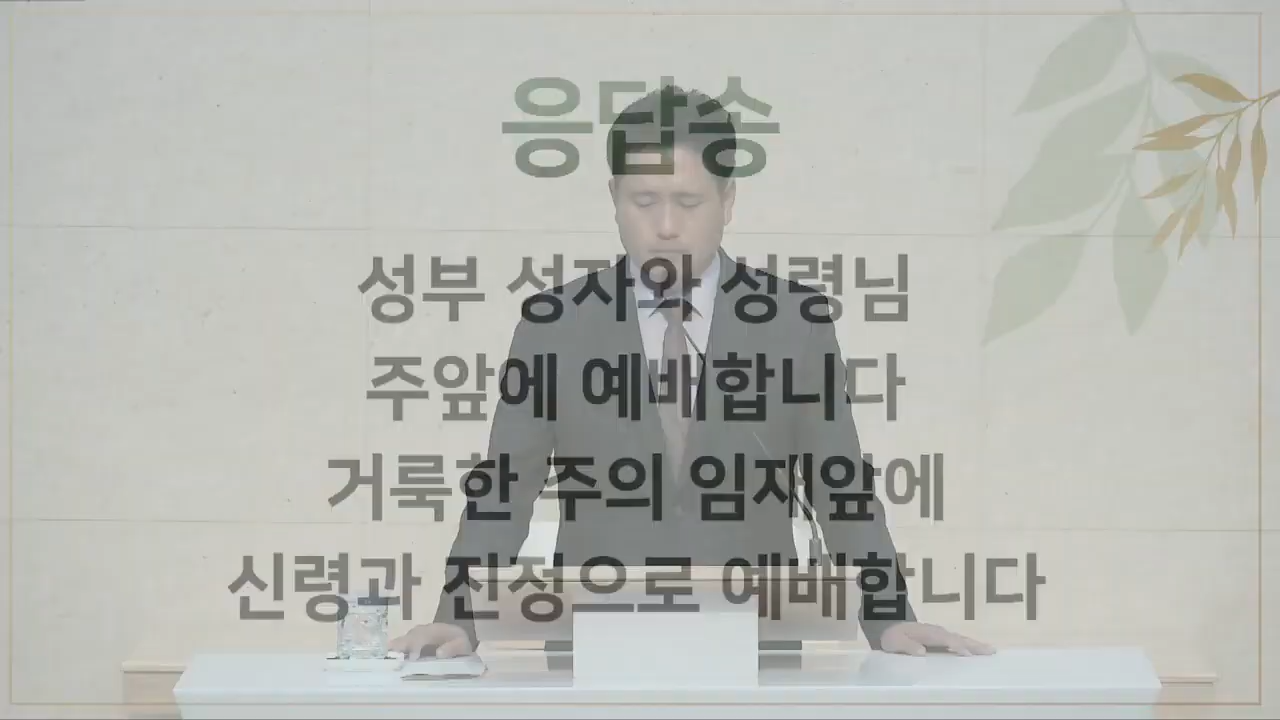 응답송
성부 성자와 성령님
주앞에 예배합니다
거룩한 주의 임재앞에
신령과 진정으로 예배합니다